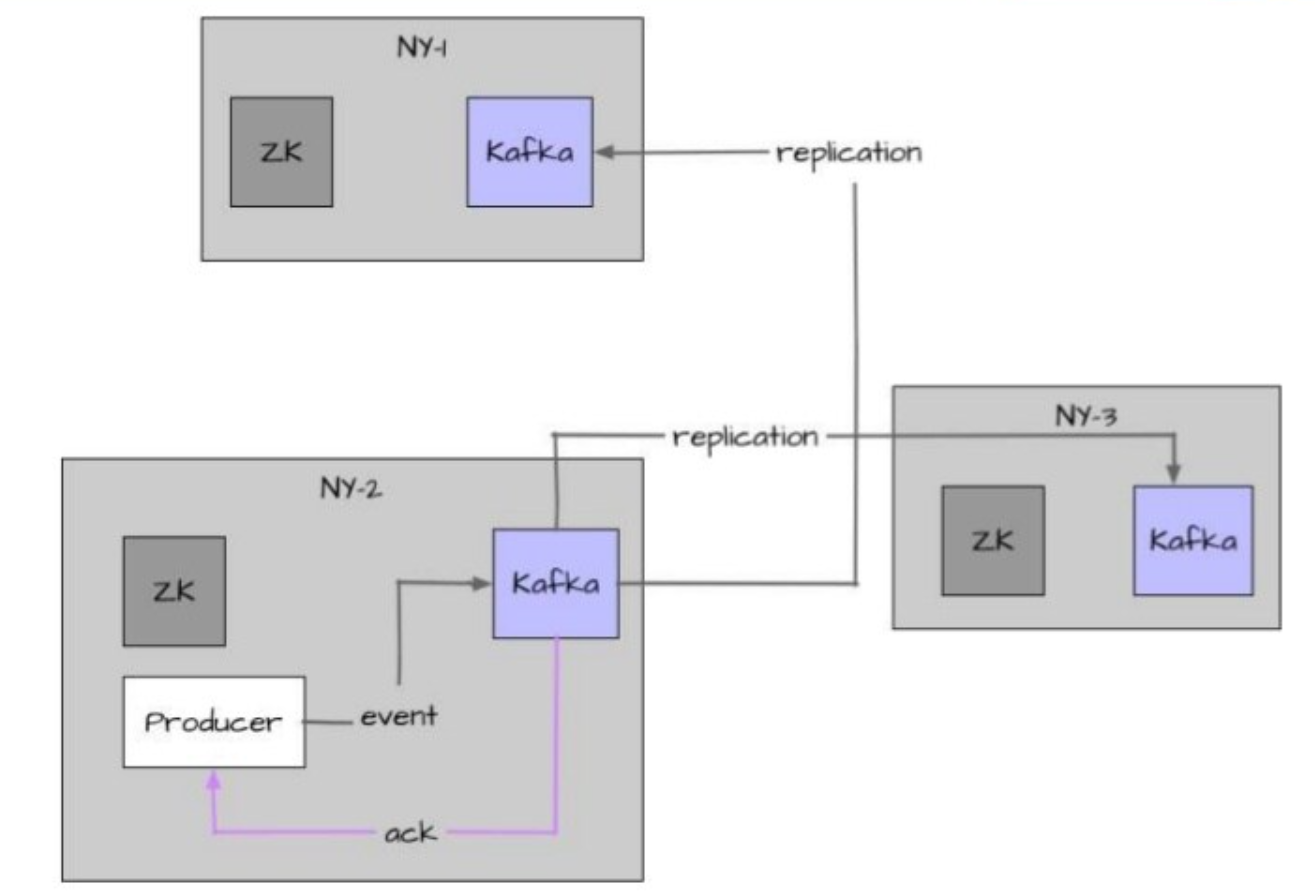 NY-1
ZK
Kafka
replication
replication
NY-3
ZK
Kafka
NY-2
ZK
Kafka
Producer
event
ack